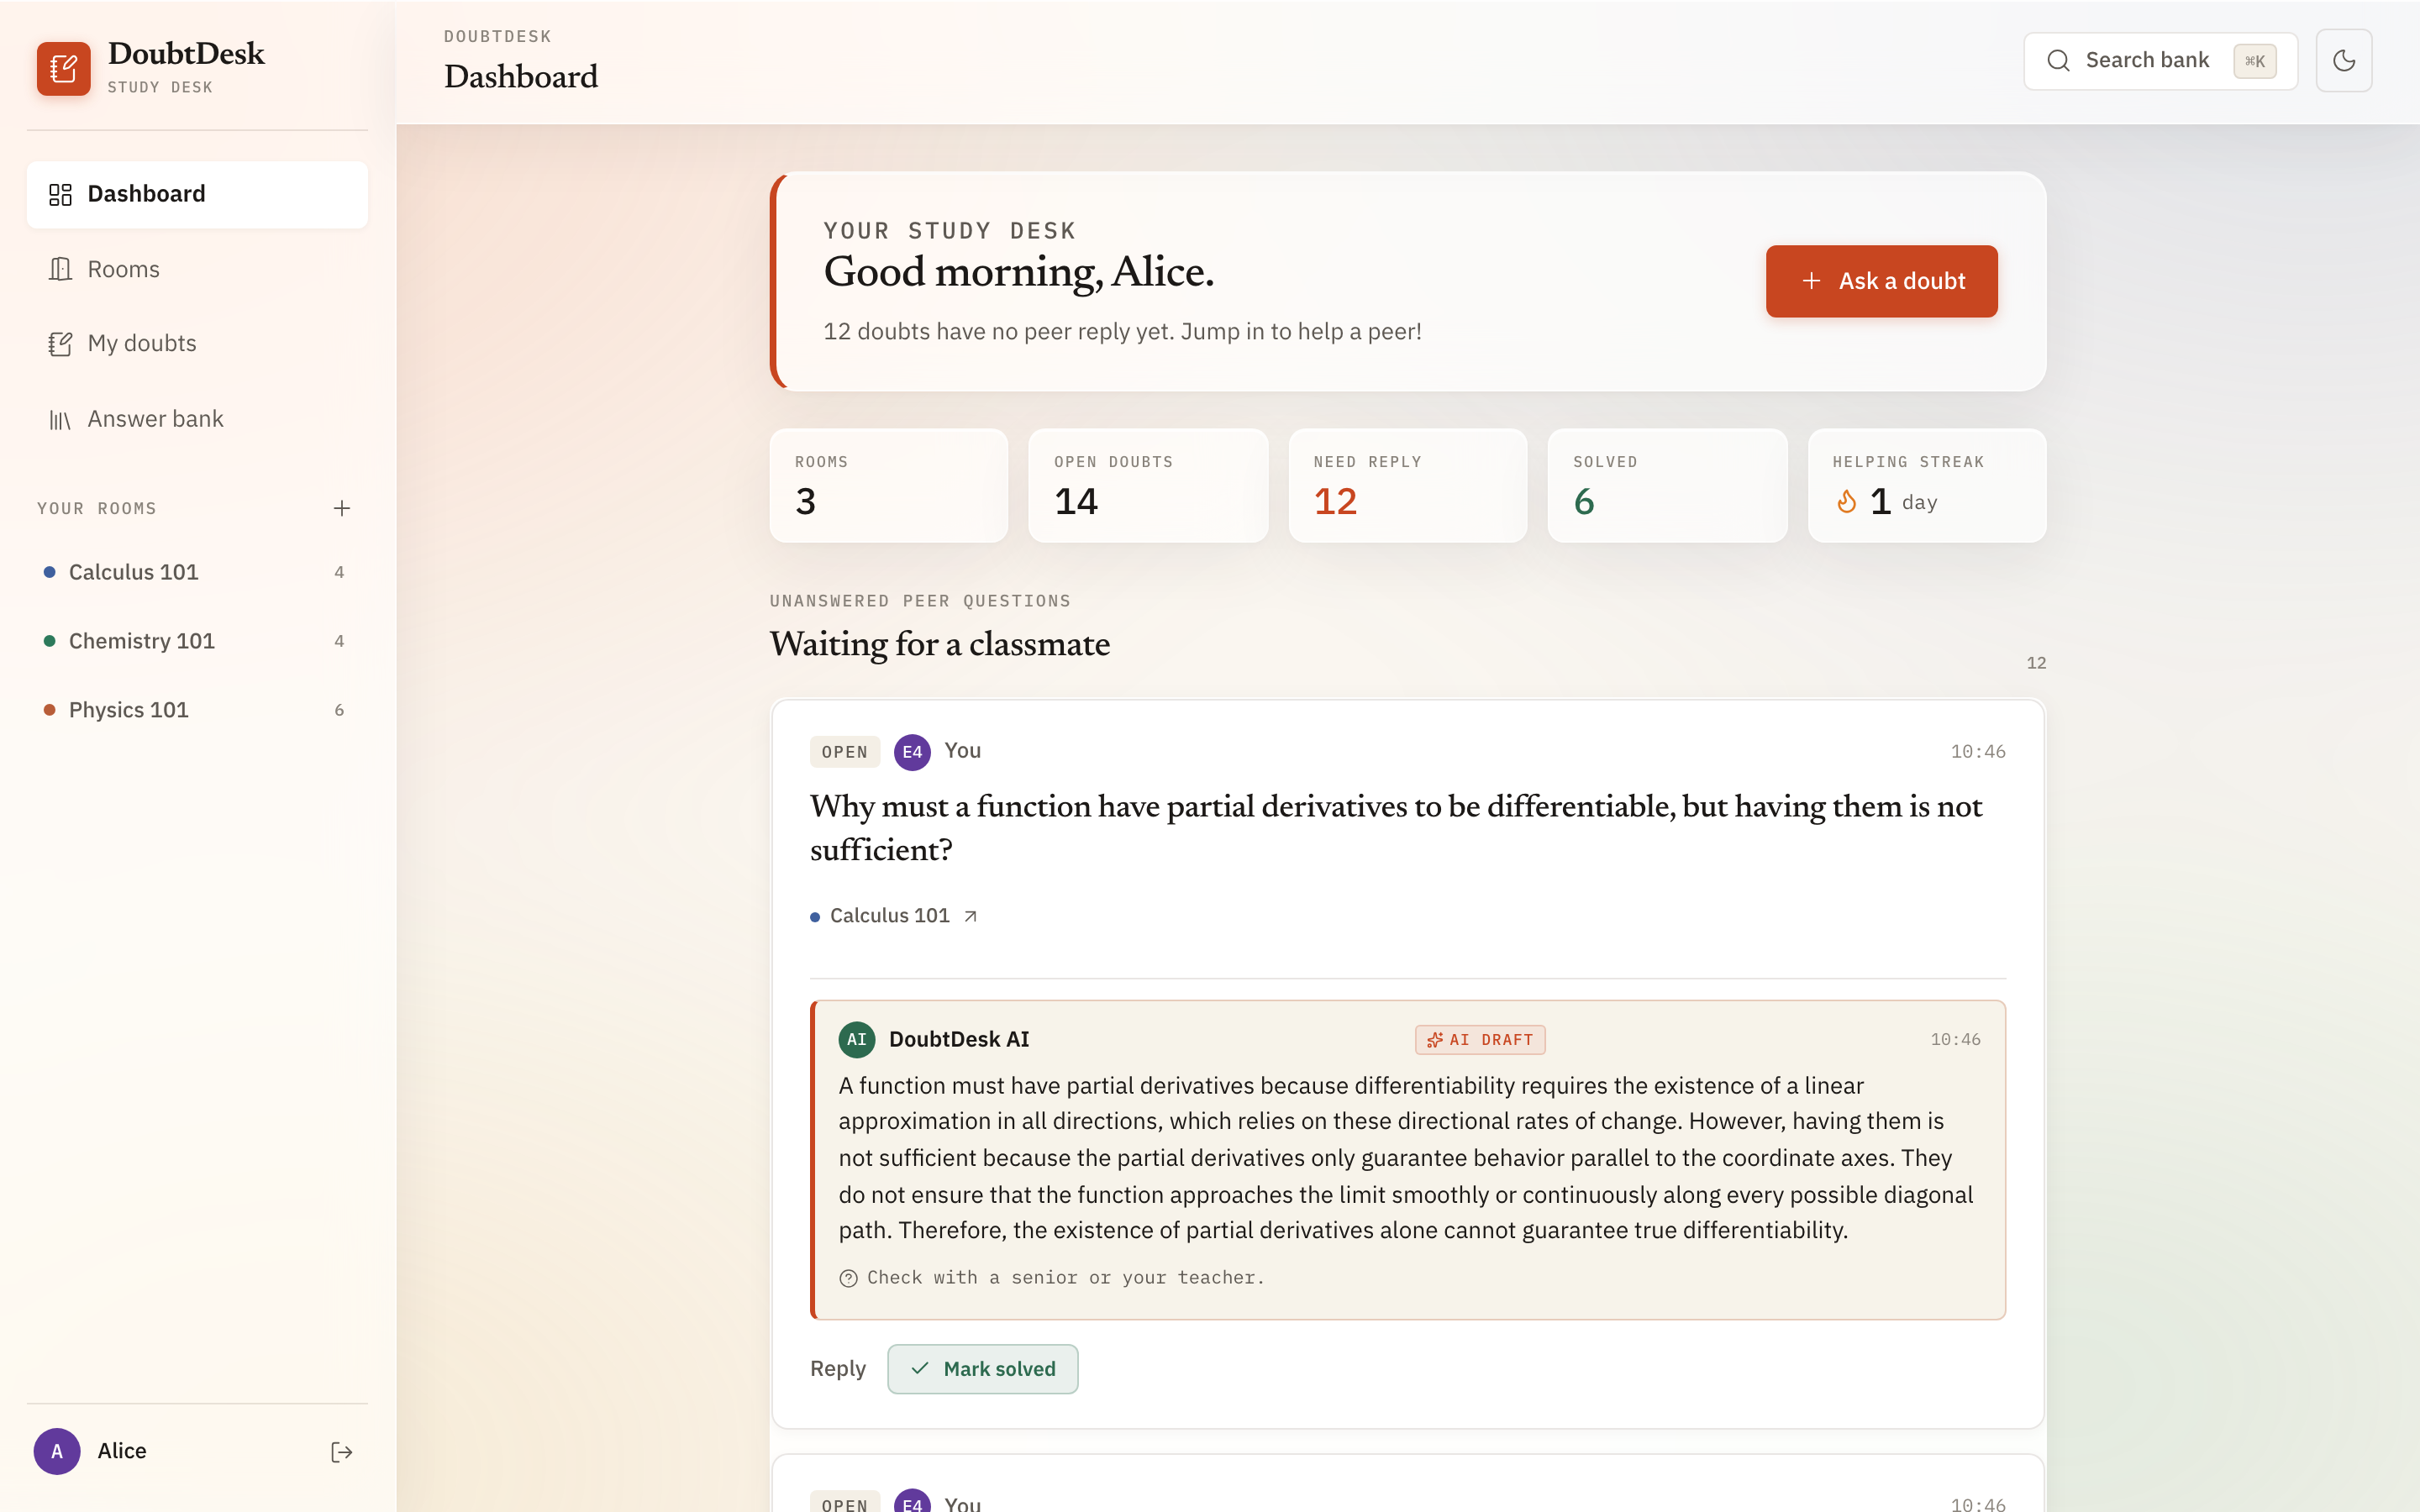 DoubtDesk
STUDY DESK
Dashboard
Rooms
My doubts
Answer bank
YOUR ROOMS
Calculus 101 4
Chemistry 101 4
Physics 101 6
A Alice
DOUBTDESK
Dashboard
Search bank ⌘K
YOUR STUDY DESK
Good morning, Alice.
12 doubts have no peer reply yet. Jump in to help a peer!
Ask a doubt
ROOMS
3
OPEN DOUBTS
14
NEED REPLY
12
SOLVED
6
HELPING STREAK
1 day
UNANSWERED PEER QUESTIONS
Waiting for a classmate
12
OPEN E4 You 10:46
Why must a function have partial derivatives to be differentiable, but having them is not
sufficient?
Calculus 101
AI DoubtDesk AI AI DRAFT 10:46
A function must have partial derivatives because differentiability requires the existence of a linear
approximation in all directions, which relies on these directional rates of change. However, having them is
not sufficient because the partial derivatives only guarantee behavior parallel to the coordinate axes. They
do not ensure that the function approaches the limit smoothly or continuously along every possible diagonal
path. Therefore, the existence of partial derivatives alone cannot guarantee true differentiability.
Check with a senior or your teacher.
Reply Mark solved
OPEN E4 You 10:46